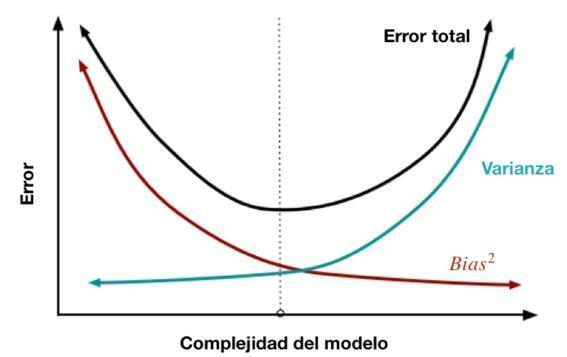 Error total
Varianza
Error
Bias²
Complejidad del modelo